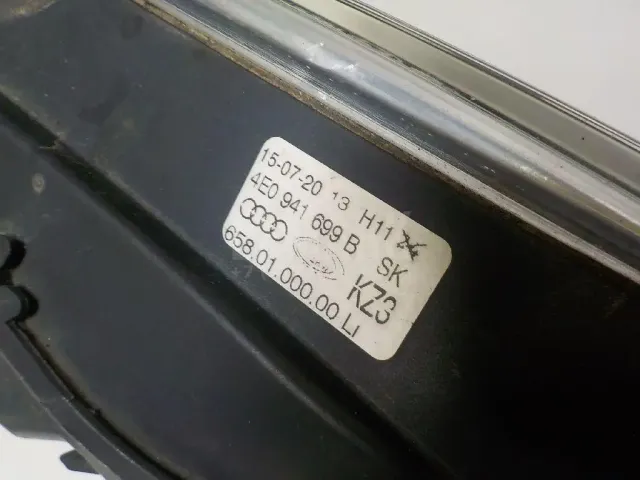 15-07-20 13 H11
4E0 941 699 B SK
KZ3
658.01.000.00 LI